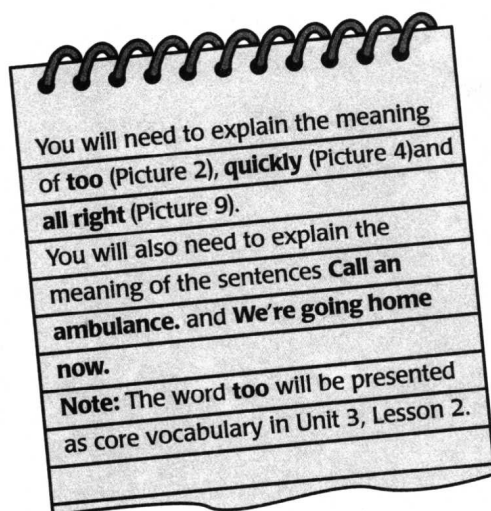 You will need to explain the meaning
of too (Picture 2), quickly (Picture 4)and
all right (Picture 9).
You will also need to explain the
meaning of the sentences Call an
ambulance. and We're going home
now.
Note: The word too will be presented
as core vocabulary in Unit 3, Lesson 2.